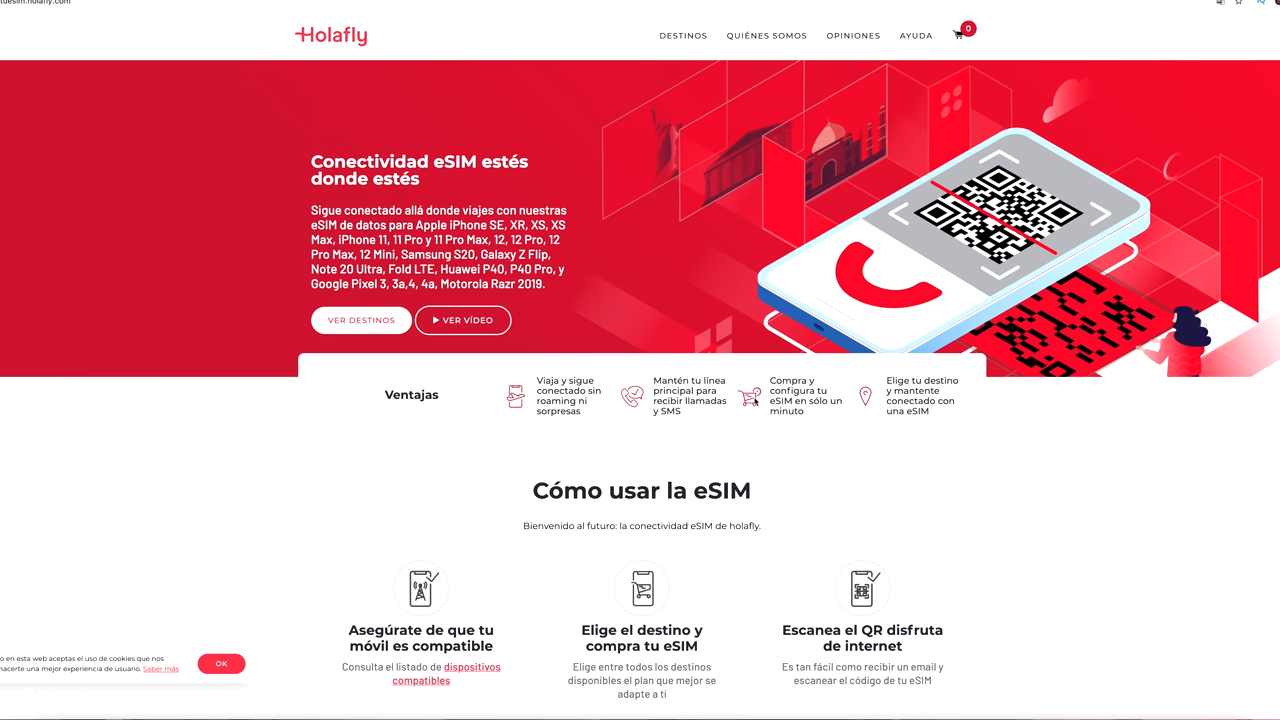 tuesim.holafly.com
Holafly
DESTINOS
QUIÉNES SOMOS
OPINIONES
AYUDA
0
Conectividad eSIM estés
donde estés
Sigue conectado allá donde viajes con nuestras
eSIM de datos para Apple iPhone SE, XR, XS, XS
Max, iPhone 11, 11 Pro y 11 Pro Max, 12, 12 Pro, 12
Pro Max, 12 Mini, Samsung S20, Galaxy Z Flip,
Note 20 Ultra, Fold LTE, Huawei P40, P40 Pro, y
Google Pixel 3, 3a,4, 4a, Motorola Razr 2019.
VER DESTINOS
VER VÍDEO
Ventajas
Viaja y sigue
conectado sin
roaming ni
sorpresas
Mantén tu línea
principal para
recibir llamadas
y SMS
Compra y
configura tu
eSIM en sólo un
minuto
Elige tu destino
y mantente
conectado con
una eSIM
Cómo usar la eSIM
Bienvenido al futuro: la conectividad eSIM de holafly.
Asegúrate de que tu
móvil es compatible
Consulta el listado de dispositivos
compatibles
Elige el destino y
compra tu eSIM
Elige entre todos los destinos
disponibles el plan que mejor se
adapte a tí
Escanea el QR disfruta
de internet
Es tan fácil como recibir un email y
escanear el código de tu eSIM
o en esta web aceptas el uso de cookies que nos
hacerte una mejor experiencia de usuario. Saber más
OK